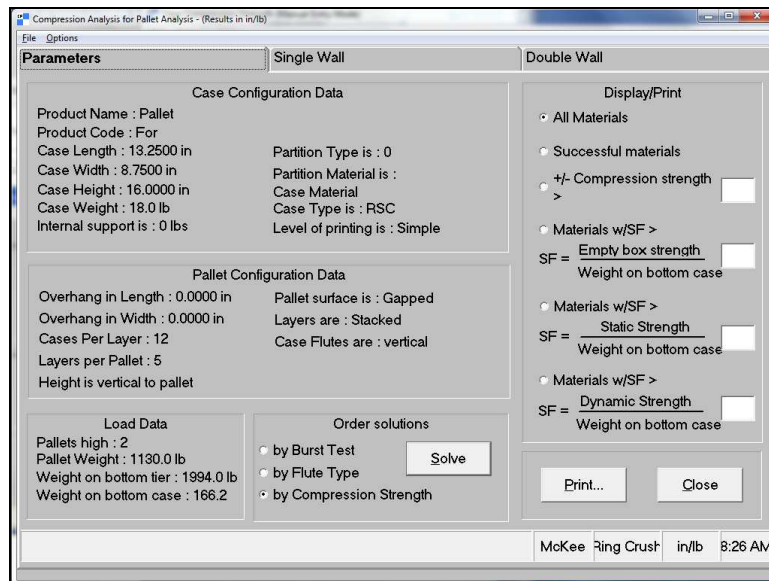 Compression Analysis for Pallet Analysis - (Results in in/lb)
File Options
Parameters
Single Wall
Double Wall
Case Configuration Data
Product Name : Pallet
Product Code : For
Case Length : 13.2500 in
Case Width : 8.7500 in
Case Height : 16.0000 in
Case Weight : 18.0 lb
Internal support is : 0 lbs
Partition Type is : 0
Partition Material is :
Case Material
Case Type is : RSC
Level of printing is : Simple
Pallet Configuration Data
Overhang in Length : 0.0000 in
Overhang in Width : 0.0000 in
Cases Per Layer : 12
Layers per Pallet : 5
Height is vertical to pallet
Pallet surface is : Gapped
Layers are : Stacked
Case Flutes are : vertical
Load Data
Pallets high : 2
Pallet Weight : 1130.0 lb
Weight on bottom tier : 1994.0 lb
Weight on bottom case : 166.2
Order solutions
by Burst Test
by Flute Type
by Compression Strength
Solve
Display/Print
All Materials
Successful materials
+/- Compression strength
>
Materials w/SF >
SF = Empty box strength
Weight on bottom case
Materials w/SF >
SF = Static Strength
Weight on bottom case
Materials w/SF >
SF = Dynamic Strength
Weight on bottom case
Print...
Close
McKee Ring Crush in/lb 8:26 AM